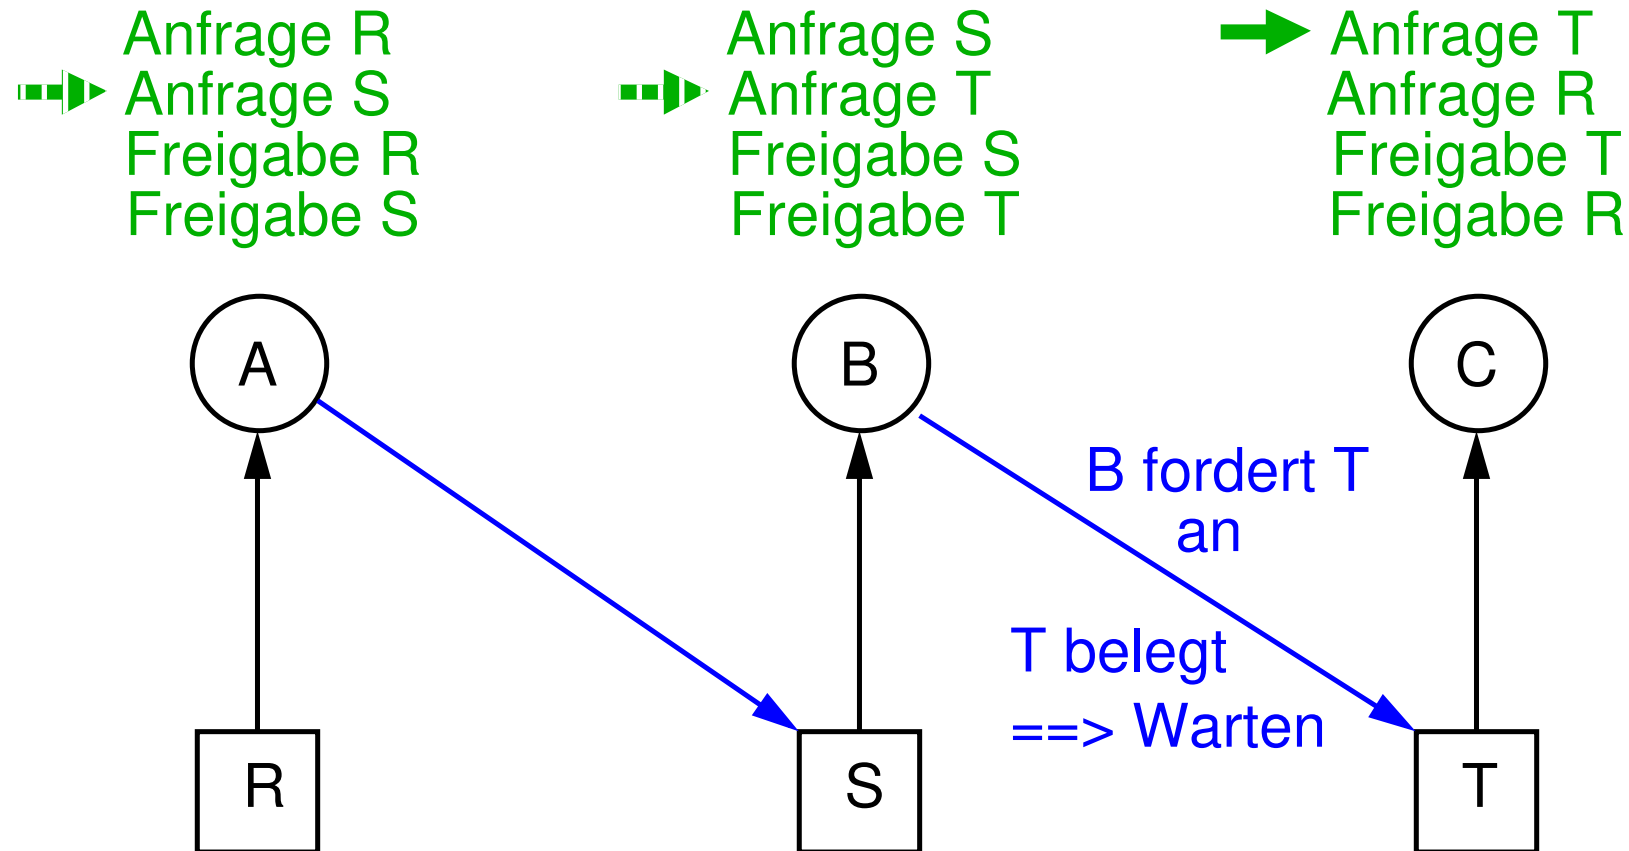 Anfrage R
Anfrage S
Freigabe R
Freigabe S
Anfrage S
Anfrage T
Freigabe S
Freigabe T
Anfrage T
Anfrage R
Freigabe T
Freigabe R
A
B
C
B fordert T
an
T belegt
==> Warten
R
S
T